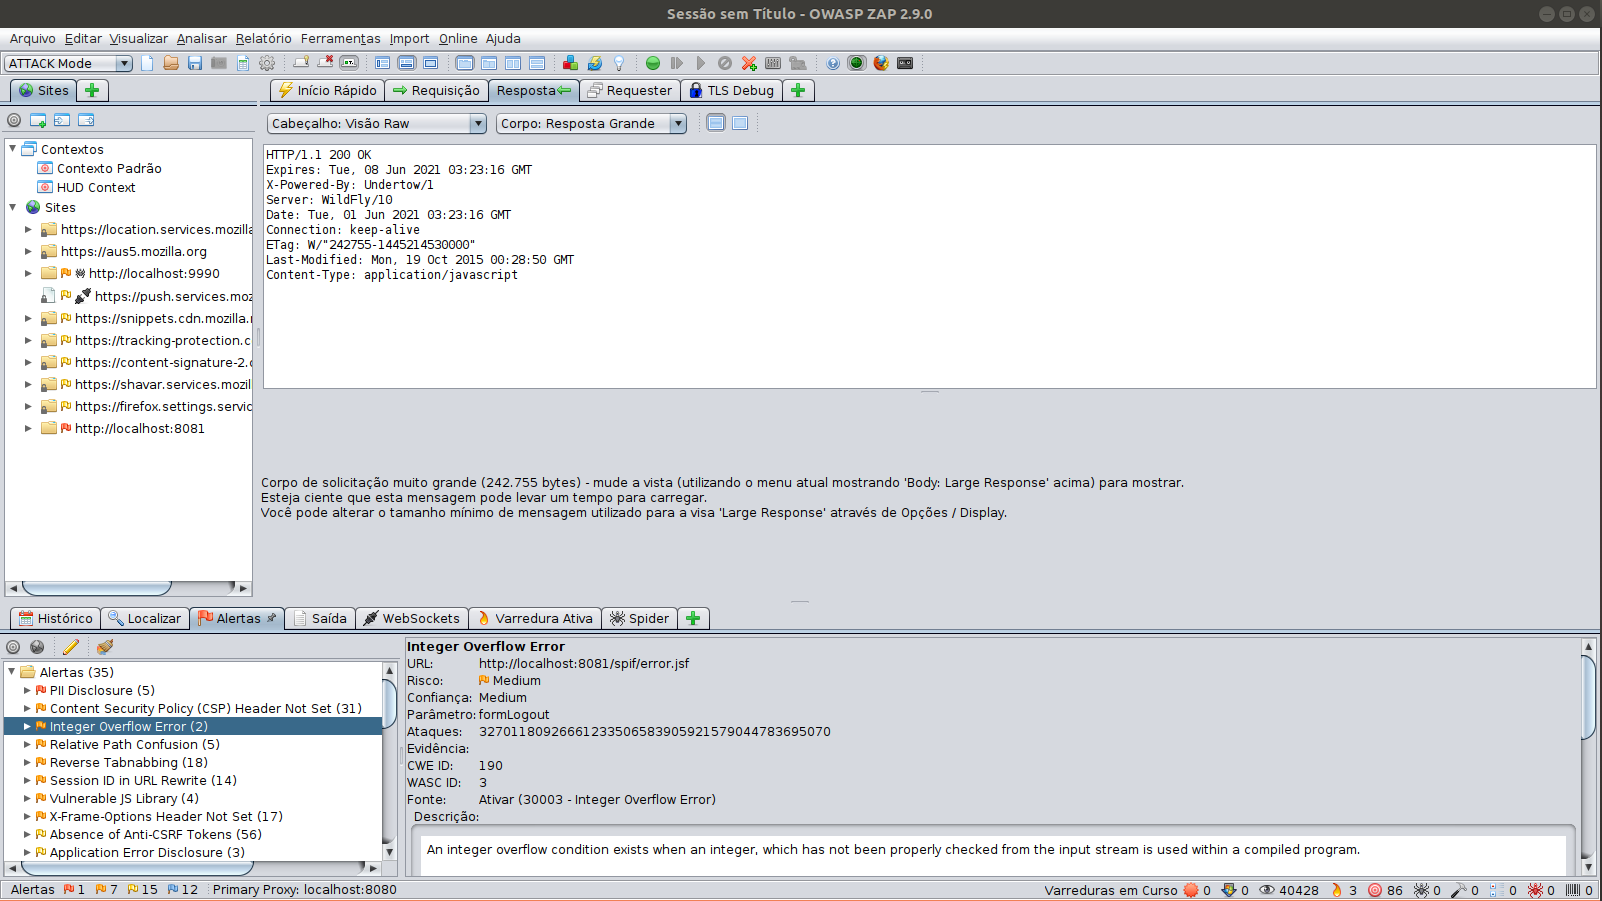 Sessão sem Título - OWASP ZAP 2.9.0
Arquivo Editar Visualizar Analisar Relatório Ferramentas Import Online Ajuda
ATTACK Mode
Sites
Início Rápido Requisição Resposta Requester TLS Debug
Cabeçalho: Visão Raw Corpo: Resposta Grande
Contextos
Contexto Padrão
HUD Context
Sites
https://location.services.mozilla
https://aus5.mozilla.org
http://localhost:9990
https://push.services.moz
https://snippets.cdn.mozilla.
https://tracking-protection.c
https://content-signature-2.
https://shavar.services.mozil
https://firefox.settings.servic
http://localhost:8081
HTTP/1.1 200 OK
Expires: Tue, 08 Jun 2021 03:23:16 GMT
X-Powered-By: Undertow/1
Server: WildFly/10
Date: Tue, 01 Jun 2021 03:23:16 GMT
Connection: keep-alive
ETag: W/"242755-1445214530000"
Last-Modified: Mon, 19 Oct 2015 00:28:50 GMT
Content-Type: application/javascript
Corpo de solicitação muito grande (242.755 bytes) - mude a vista (utilizando o menu atual mostrando 'Body: Large Response' acima) para mostrar.
Esteja ciente que esta mensagem pode levar um tempo para carregar.
Você pode alterar o tamanho mínimo de mensagem utilizado para a visa 'Large Response' através de Opções / Display.
Histórico Localizar Alertas Saída WebSockets Varredura Ativa Spider
Alertas (35)
PII Disclosure (5)
Content Security Policy (CSP) Header Not Set (31)
Integer Overflow Error (2)
Relative Path Confusion (5)
Reverse Tabnabbing (18)
Session ID in URL Rewrite (14)
Vulnerable JS Library (4)
X-Frame-Options Header Not Set (17)
Absence of Anti-CSRF Tokens (56)
Application Error Disclosure (3)
Integer Overflow Error
URL: http://localhost:8081/spif/error.jsf
Risco: Medium
Confiança: Medium
Parâmetro: formLogout
Ataques: 32701180926661233506583905921579044783695070
Evidência:
CWE ID: 190
WASC ID: 3
Fonte: Ativar (30003 - Integer Overflow Error)
Descrição:
An integer overflow condition exists when an integer, which has not been properly checked from the input stream is used within a compiled program.
Alertas 1 7 15 12 Primary Proxy: localhost:8080 Varreduras em Curso 0 0 40428 3 86 0 0 0 0 0